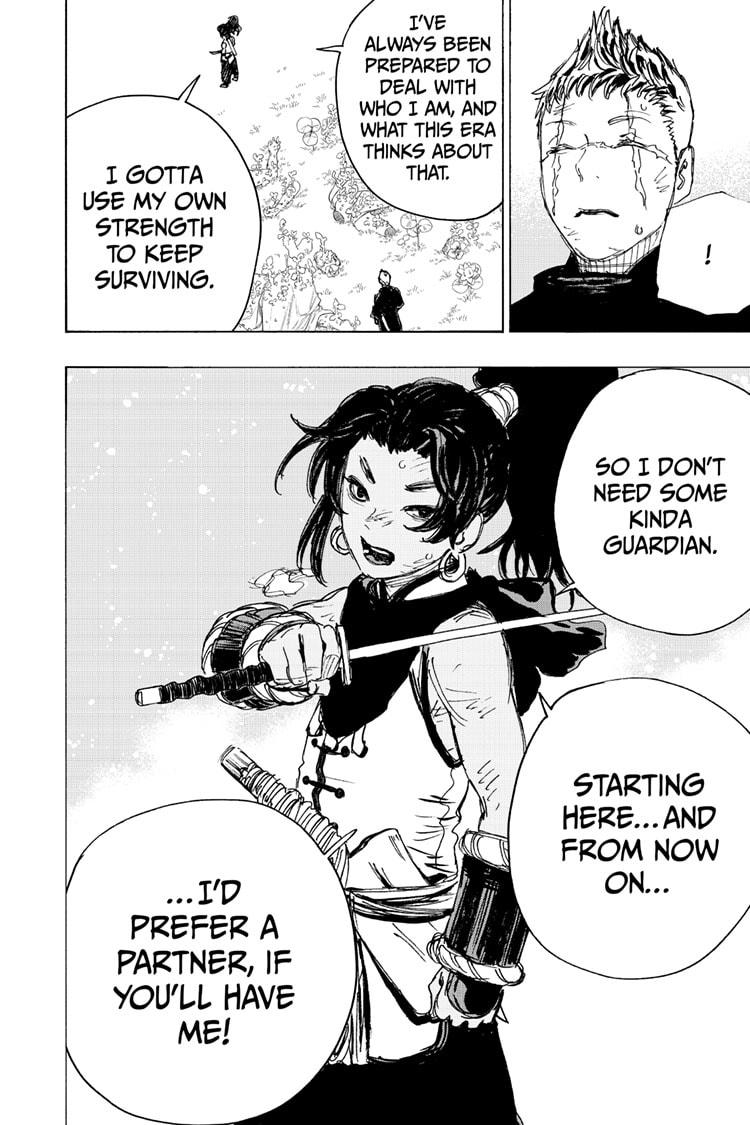 !
I'VE
ALWAYS BEEN
PREPARED TO
DEAL WITH
WHO I AM, AND
WHAT THIS ERA
THINKS ABOUT
THAT.
I GOTTA
USE MY OWN
STRENGTH
TO KEEP
SURVIVING.
SO I DON'T
NEED SOME
KINDA
GUARDIAN.
STARTING
HERE...AND
FROM NOW
ON...
...I'D
PREFER A
PARTNER, IF
YOU'LL HAVE
ME!